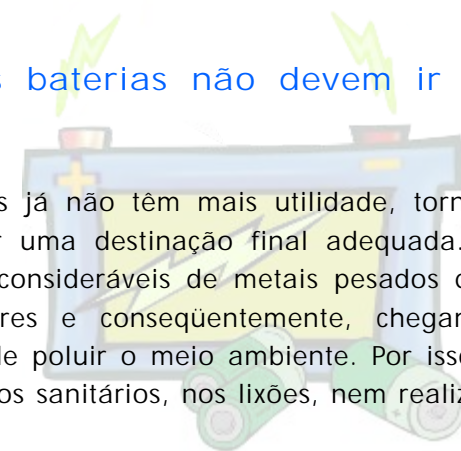 s baterias não devem ir
s já não têm mais utilidade, torn
r uma destinação final adequada.
consideráveis de metais pesados q
res e conseqüentemente, chegar
de poluir o meio ambiente. Por isso
os sanitários, nos lixões, nem realiz